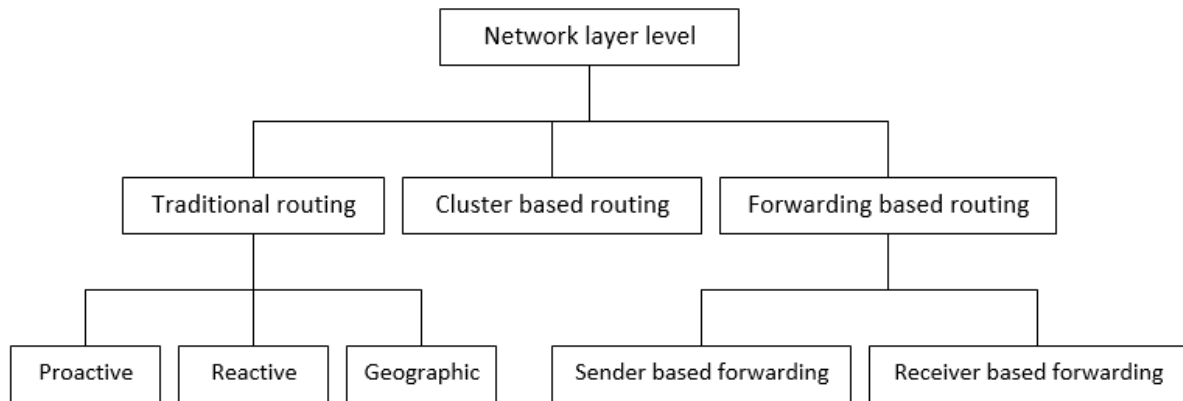 Network layer level
Traditional routing
Cluster based routing
Forwarding based routing
Proactive
Reactive
Geographic
Sender based forwarding
Receiver based forwarding